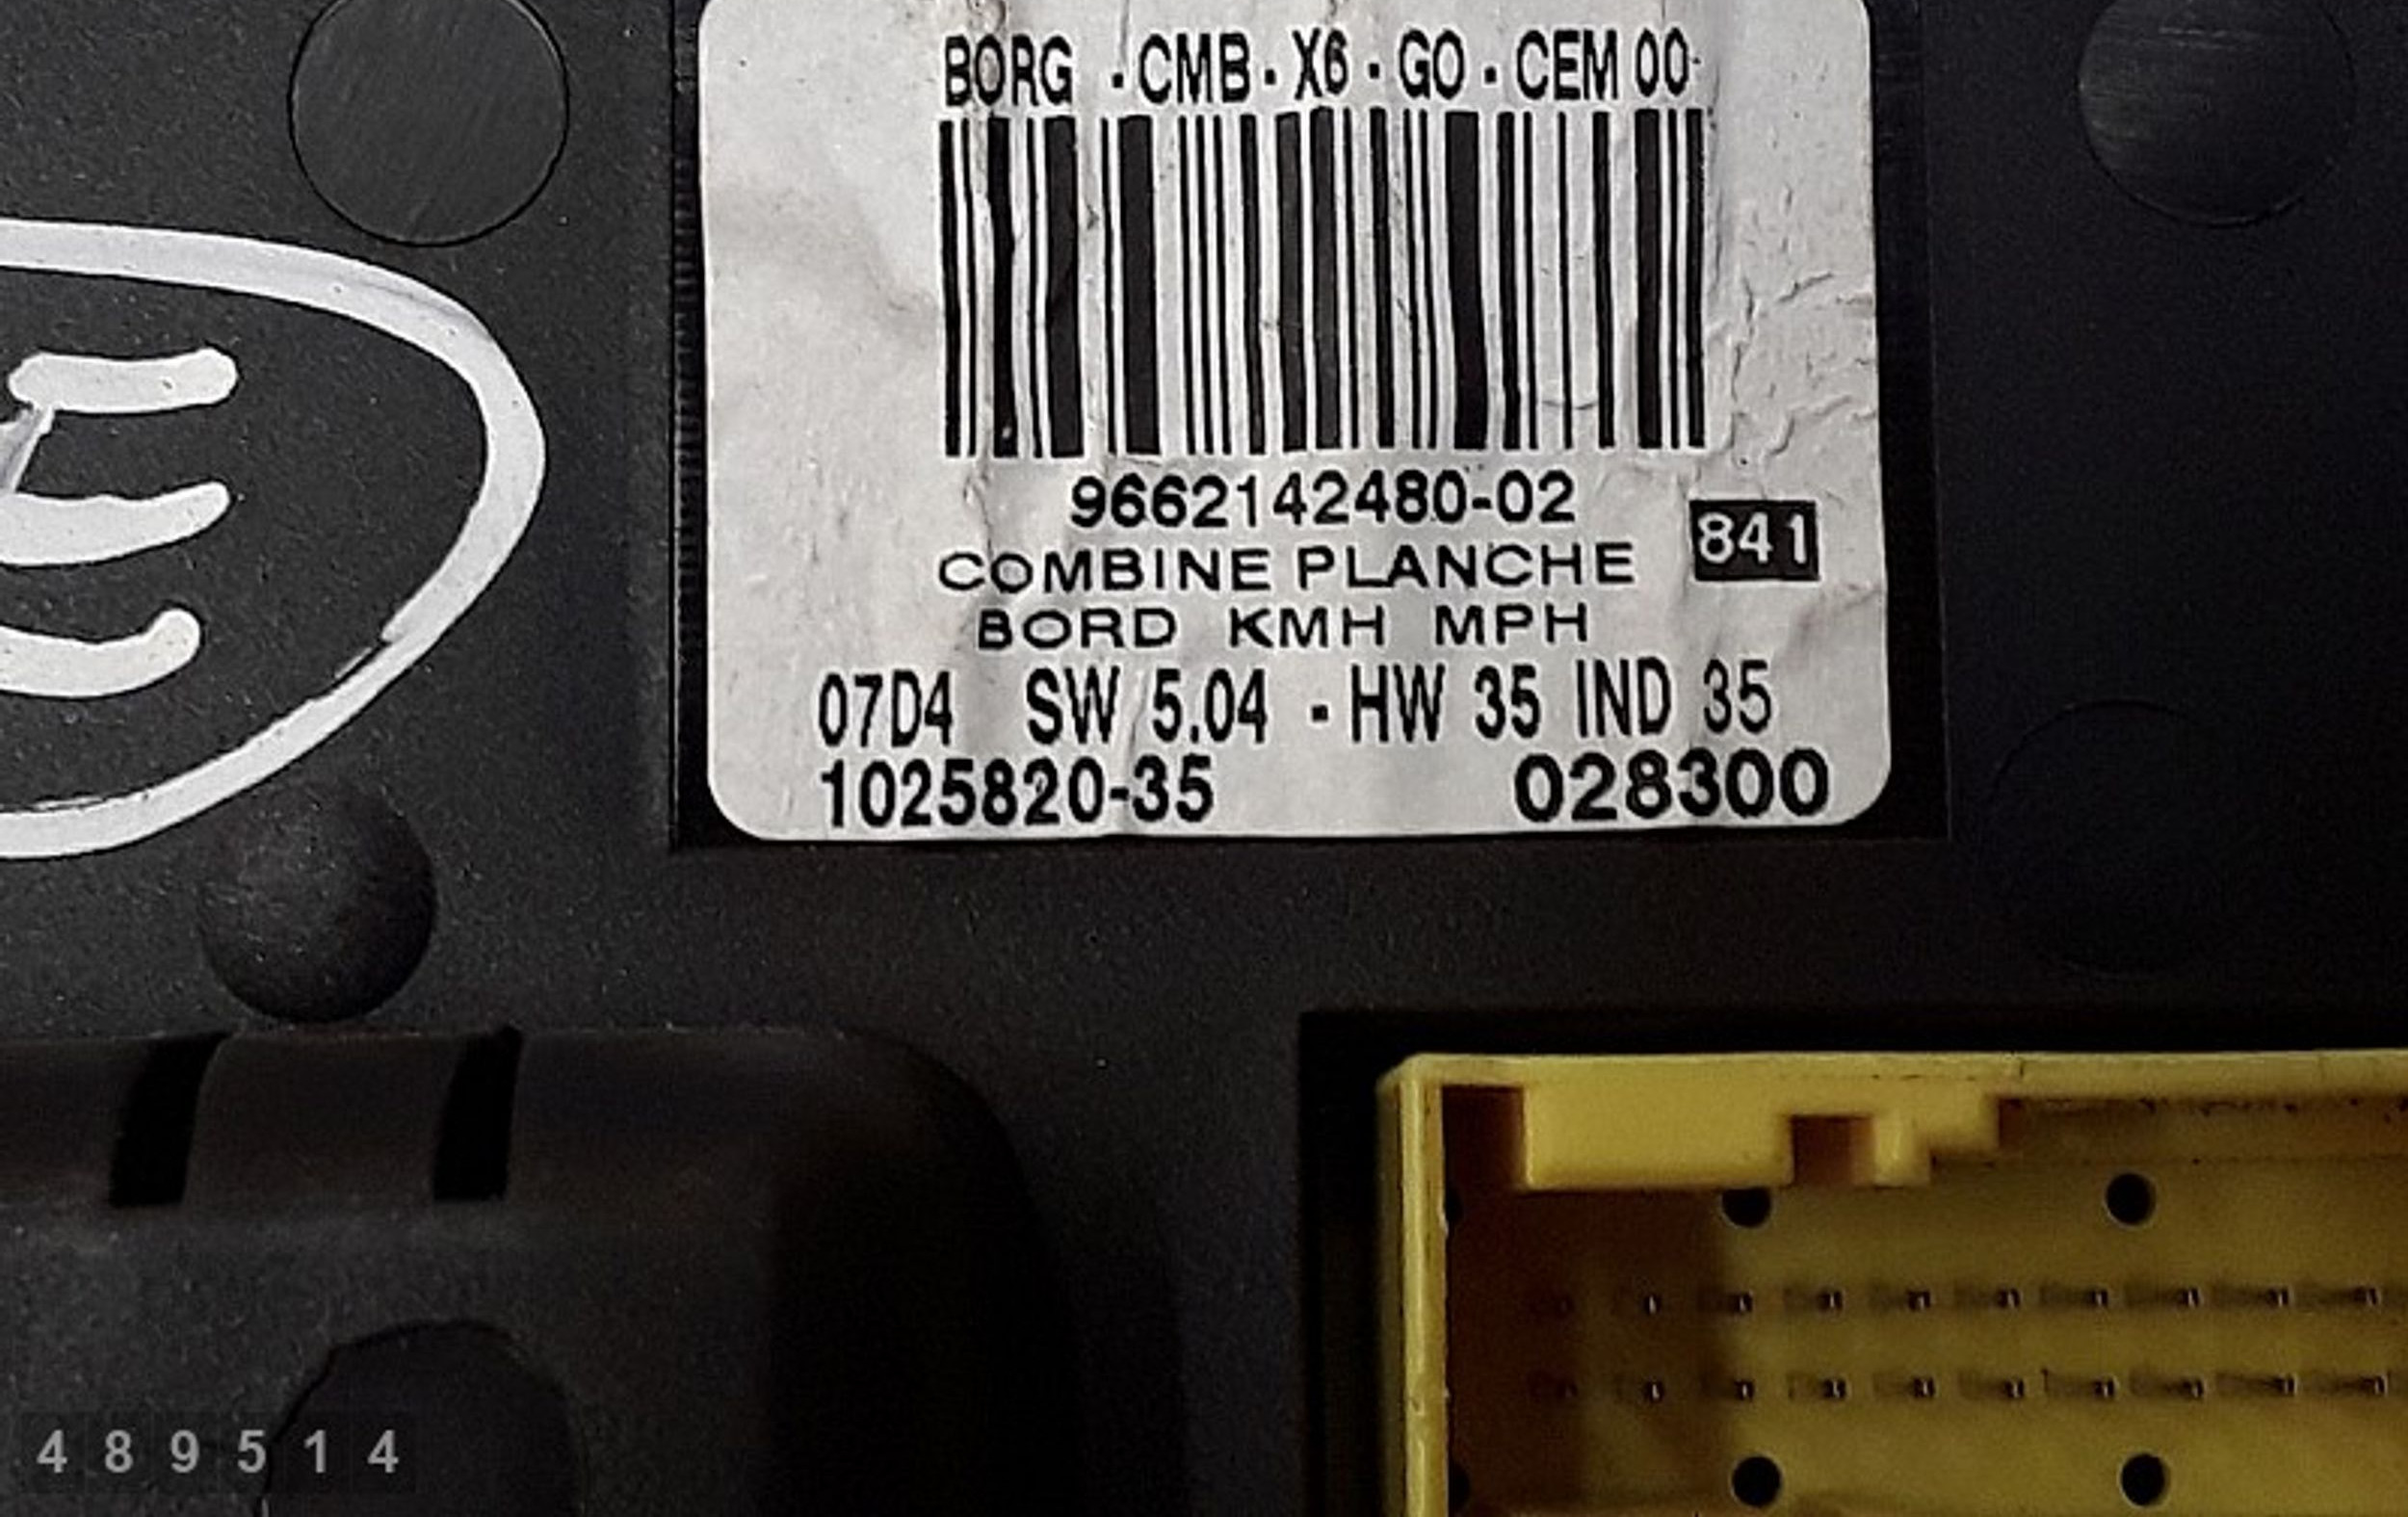 BORG - CMB - X6 - GO - CEM 00-
9662142480-02
841
COMBINE PLANCHE
BORD KMH MPH
07D4 SW 5.04 - HW 35 IND 35
1025820-35 028300
E
489514